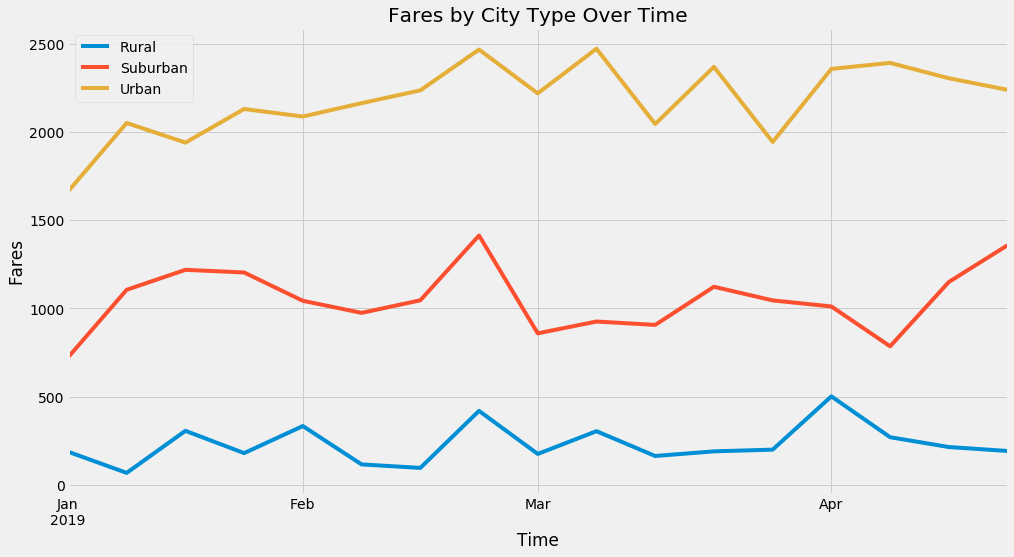 Fares by City Type Over Time
Rural
Suburban
Urban
2500
2000
1500
1000
500
0
Fares
Jan
2019
Feb
Mar
Apr
Time